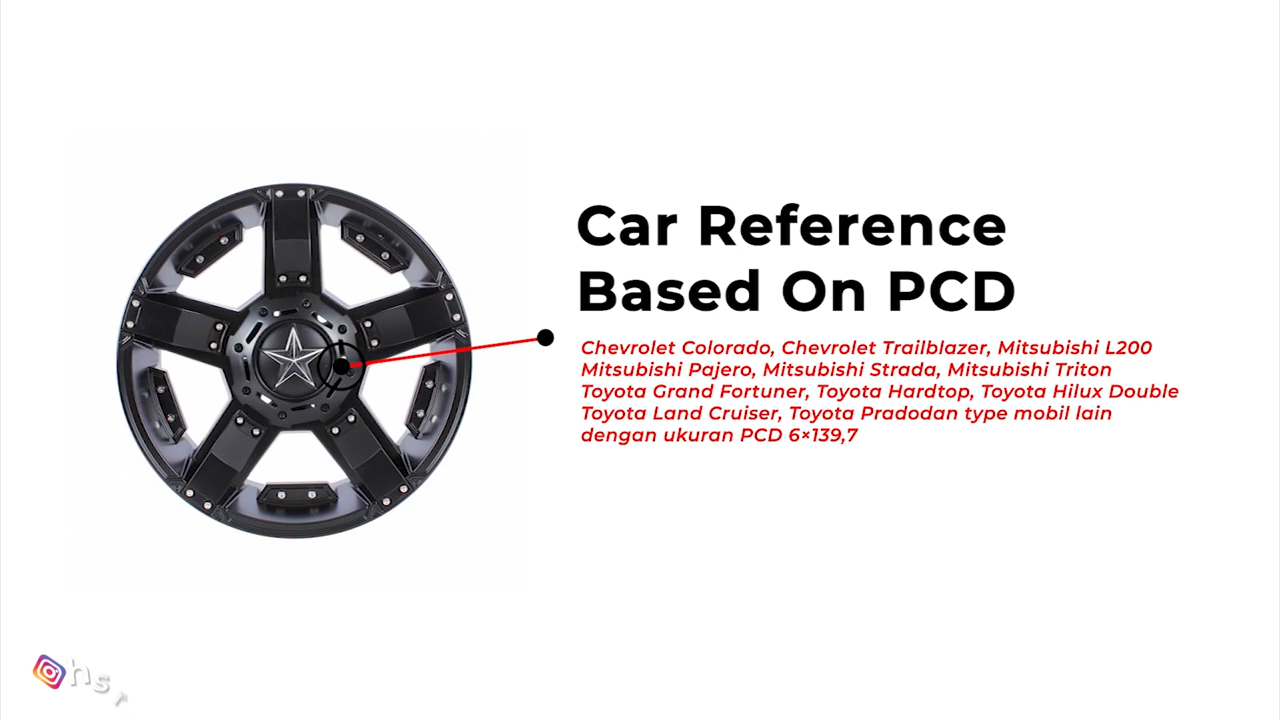 Car Reference
Based On PCD
Chevrolet Colorado, Chevrolet Trailblazer, Mitsubishi L200
Mitsubishi Pajero, Mitsubishi Strada, Mitsubishi Triton
Toyota Grand Fortuner, Toyota Hardtop, Toyota Hilux Double
Toyota Land Cruiser, Toyota Pradodan type mobil lain
dengan ukuran PCD 6×139,7
hsr